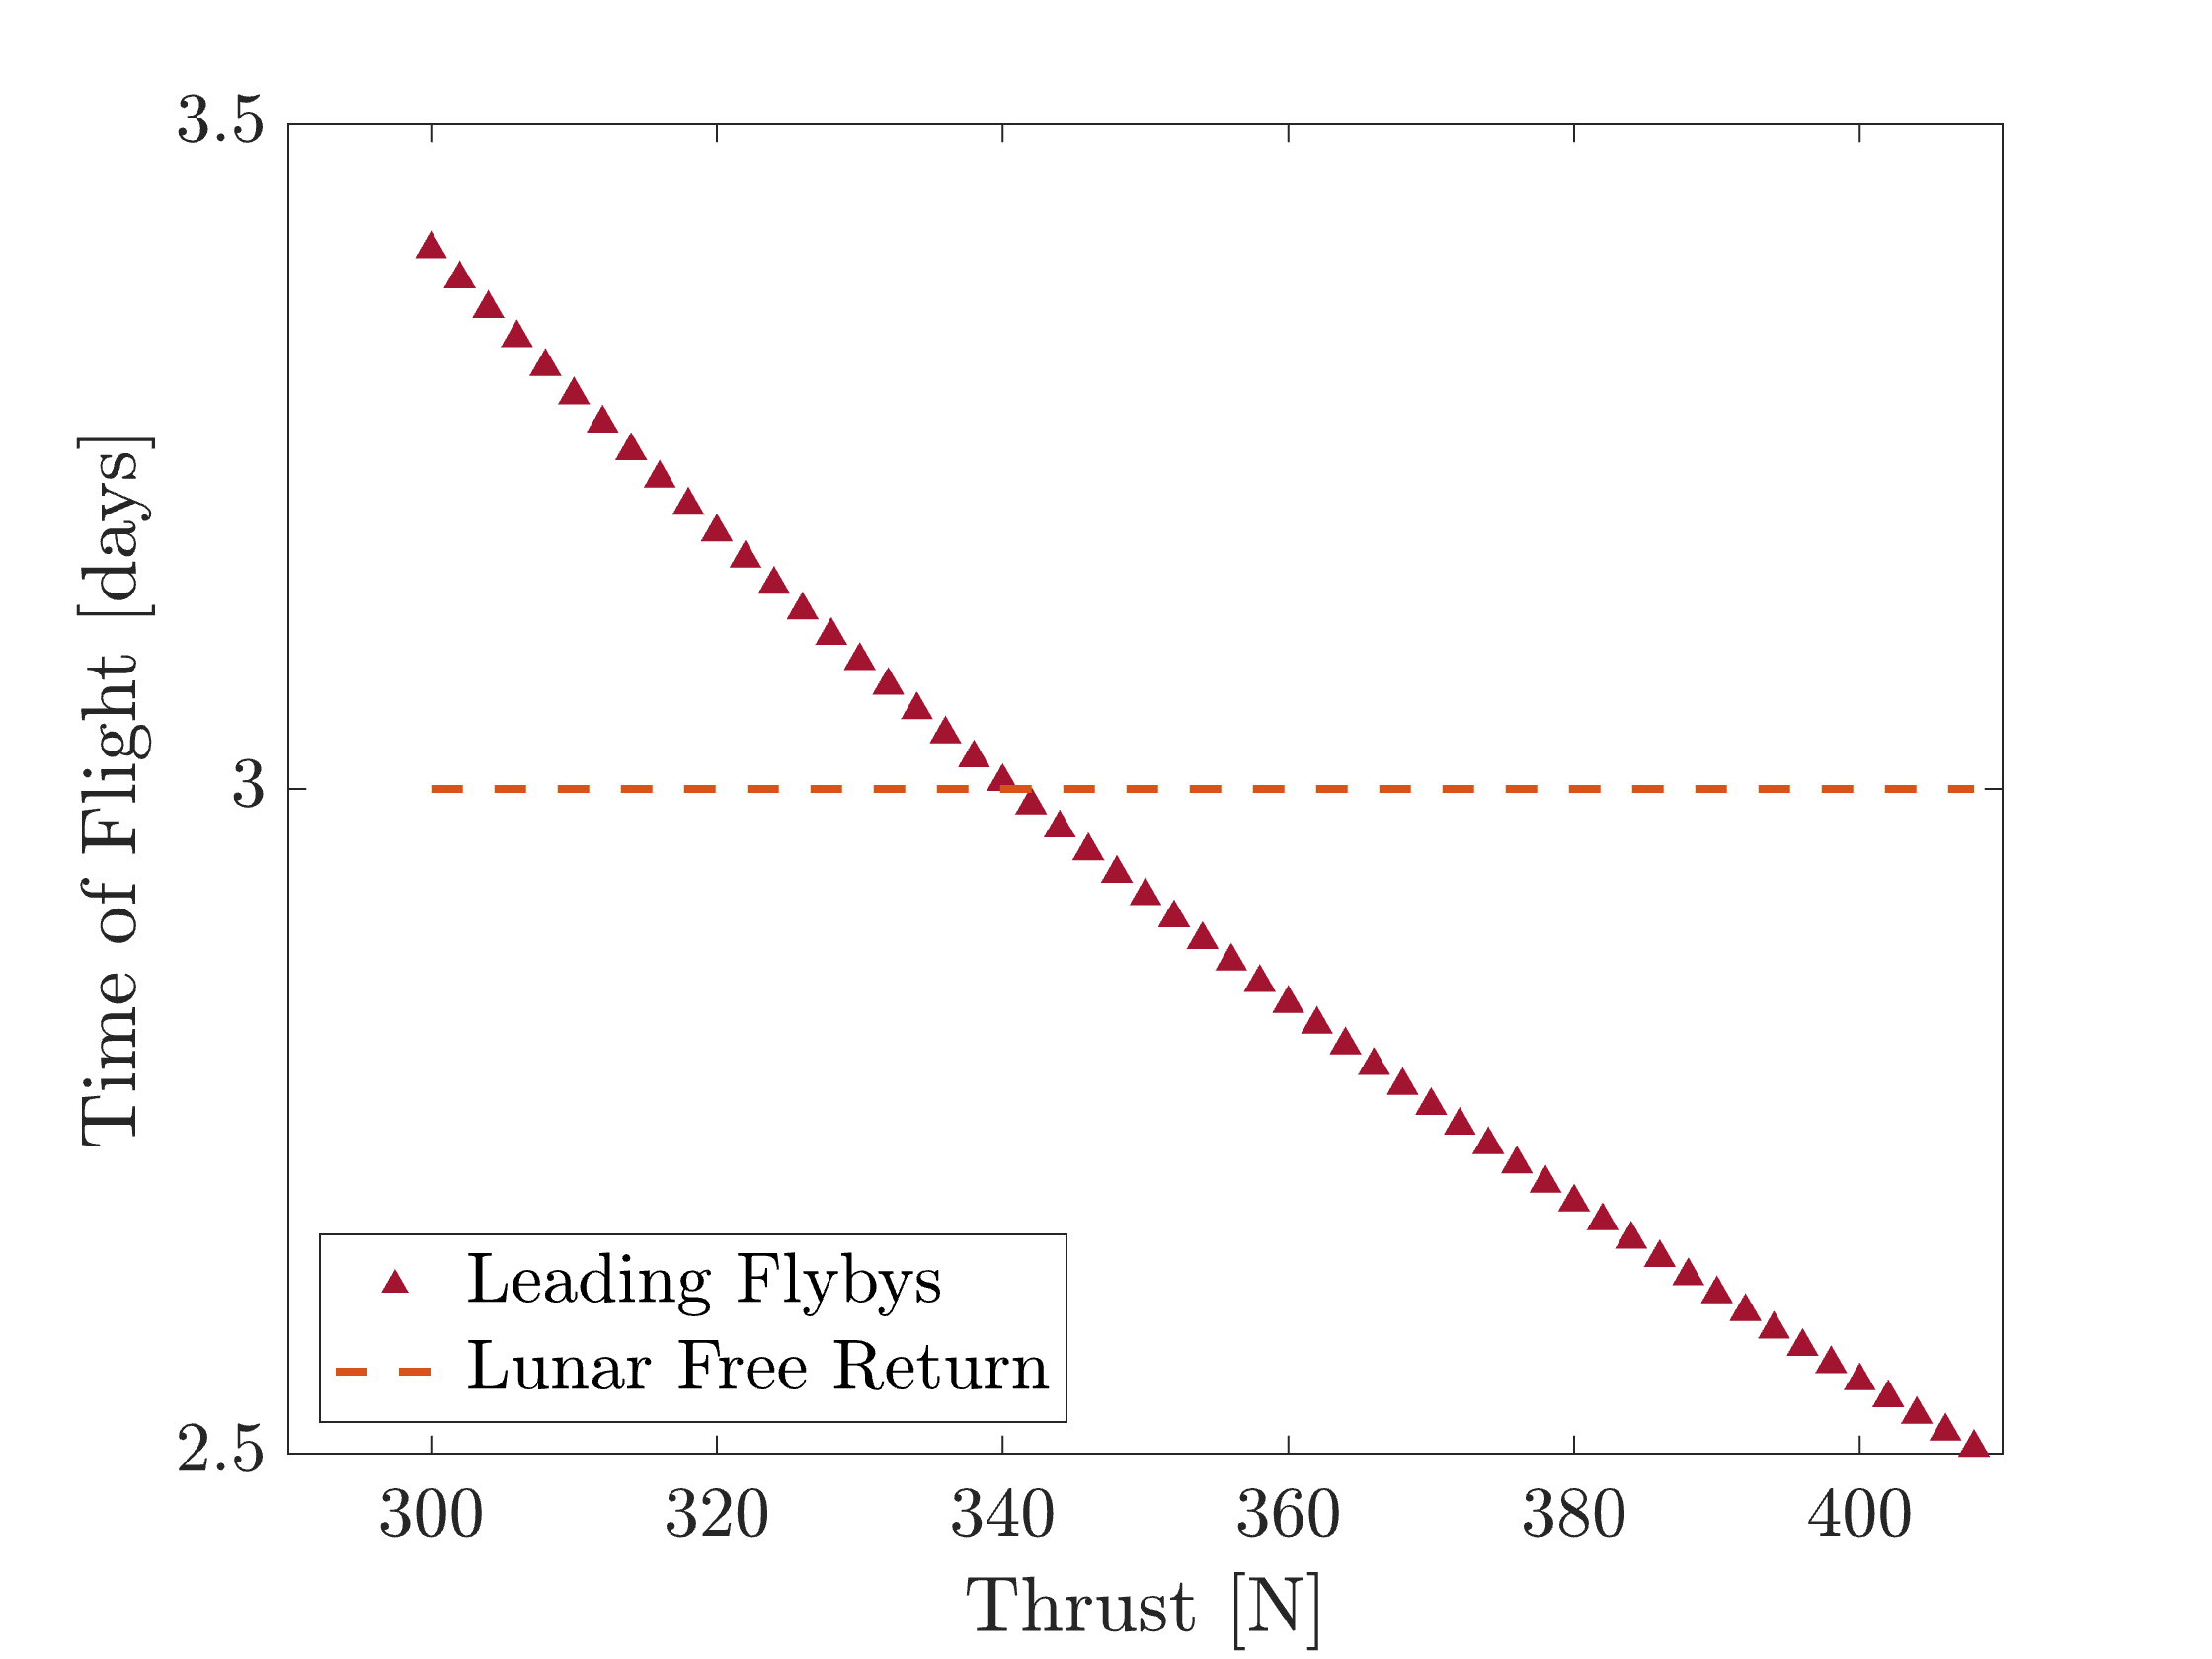 3.5
3
2.5
Time of Flight [days]
Leading Flybys
Lunar Free Return
300 320 340 360 380 400
Thrust [N]